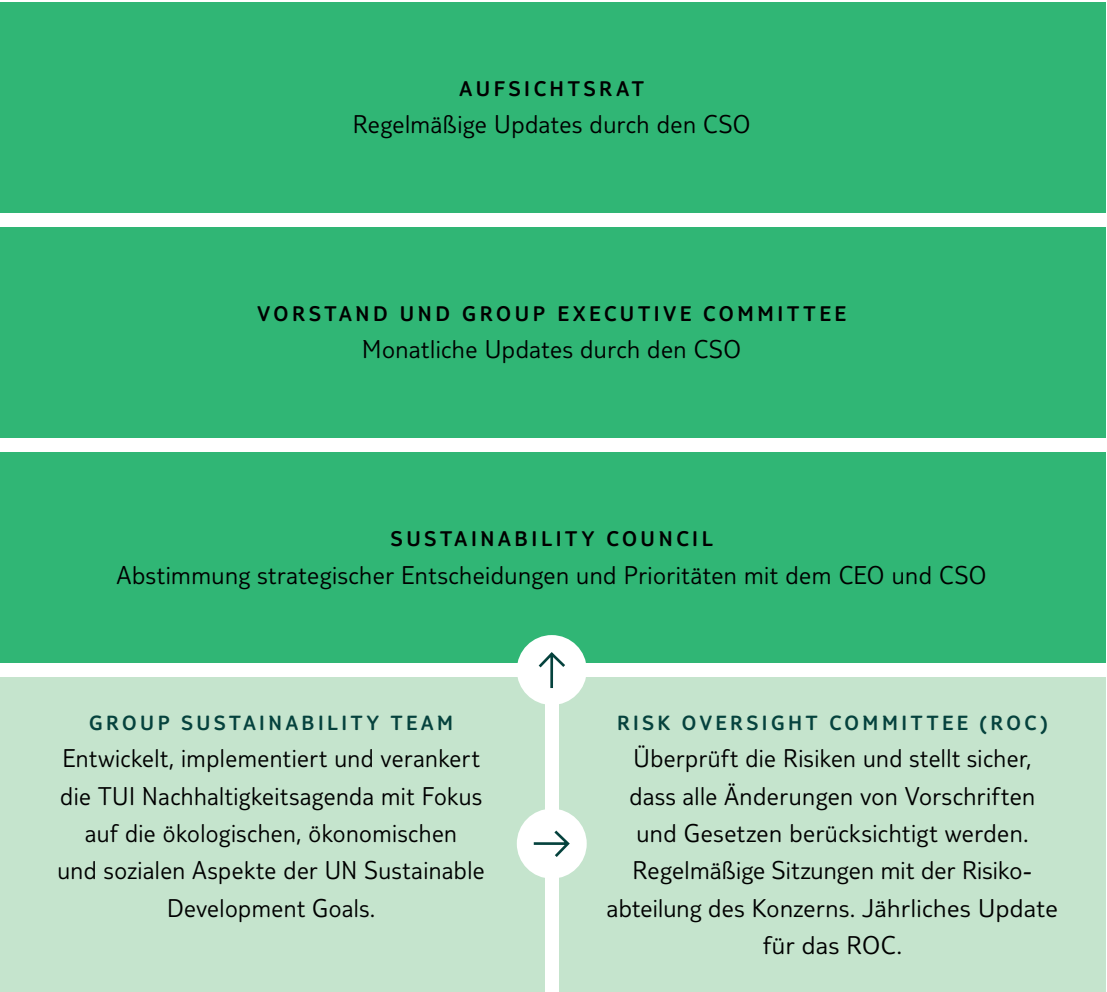 AUFSICHTSRAT
Regelmäßige Updates durch den CSO
VORSTAND UND GROUP EXECUTIVE COMMITTEE
Monatliche Updates durch den CSO
SUSTAINABILITY COUNCIL
Abstimmung strategischer Entscheidungen und Prioritäten mit dem CEO und CSO
GROUP SUSTAINABILITY TEAM
Entwickelt, implementiert und verankert
die TUI Nachhaltigkeitsagenda mit Fokus
auf die ökologischen, ökonomischen
und sozialen Aspekte der UN Sustainable
Development Goals.
RISK OVERSIGHT COMMITTEE (ROC)
Überprüft die Risiken und stellt sicher,
dass alle Änderungen von Vorschriften
und Gesetzen berücksichtigt werden.
Regelmäßige Sitzungen mit der Risiko-
abteilung des Konzerns. Jährliches Update
für das ROC.